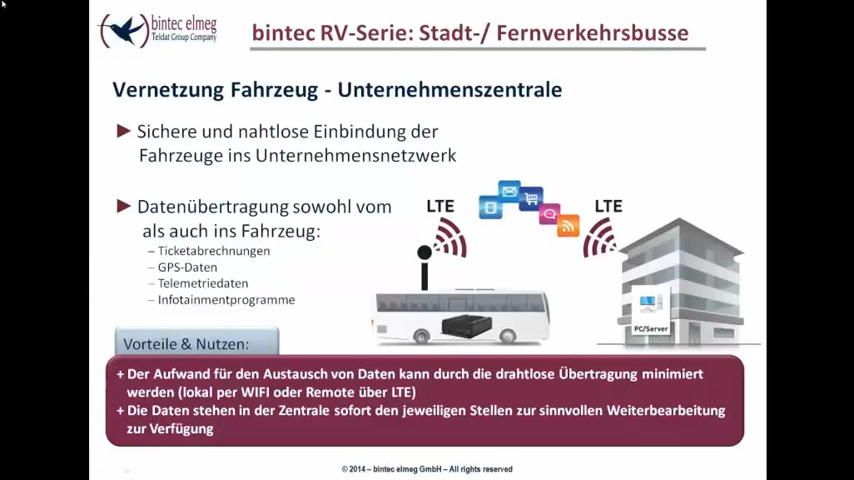 bintec elmeg
Teldat Group Company
bintec RV-Serie: Stadt-/ Fernverkehrsbusse
Vernetzung Fahrzeug - Unternehmenszentrale
Sichere und nahtlose Einbindung der
Fahrzeuge ins Unternehmensnetzwerk
Datenübertragung sowohl vom
als auch ins Fahrzeug:
– Ticketabrechnungen
– GPS-Daten
– Telemetriedaten
– Infotainmentprogramme
LTE
LTE
PC/Server
Vorteile & Nutzen:
+ Der Aufwand für den Austausch von Daten kann durch die drahtlose Übertragung minimiert
werden (lokal per WIFI oder Remote über LTE)
+ Die Daten stehen in der Zentrale sofort den jeweiligen Stellen zur sinnvollen Weiterbearbeitung
zur Verfügung
© 2014 – bintec elmeg GmbH – All rights reserved